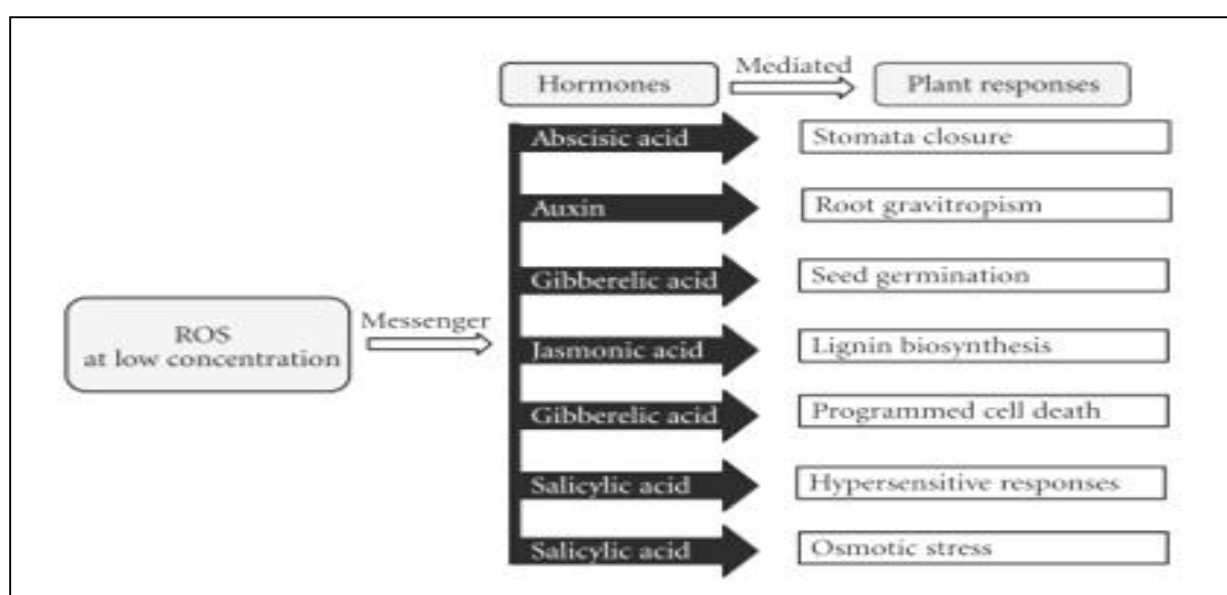 Hormones
Mediated
Plant responses
Abscisic acid
Stomata closure
Auxin
Root gravitropism
Gibberelic acid
Seed germination
ROS
at low concentration
Messenger
Jasmonic acid
Lignin biosynthesis
Gibberelic acid
Programmed cell death
Salicylic acid
Hypersensitive responses
Salicylic acid
Osmotic stress